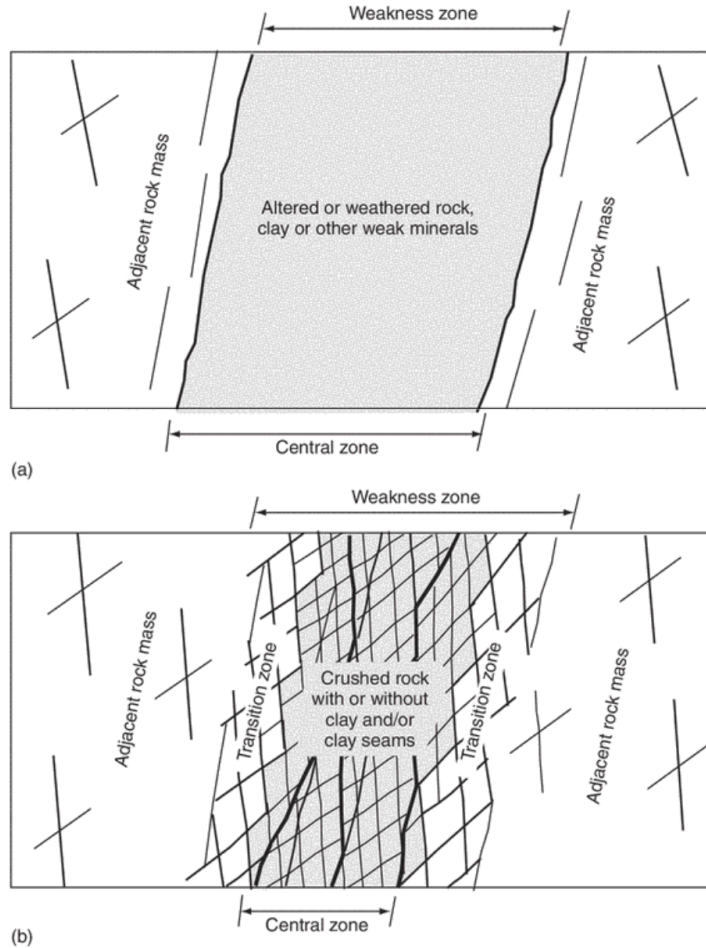 Weakness zone
Adjacent rock mass
Altered or weathered rock,
clay or other weak minerals
Adjacent rock mass
Central zone
(a)
Weakness zone
Adjacent rock mass
Transition zone
Crushed rock
with or without
clay and/or
clay seams
Transition zone
Adjacent rock mass
Central zone
(b)